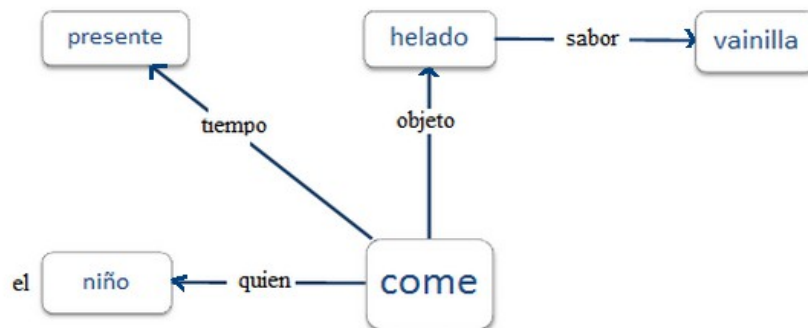 presente
helado
sabor
vainilla
tiempo
objeto
el
niño
quien
come